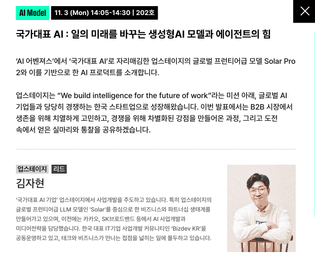 AI Model 11. 3 (Mon) 14:05-14:30 | 202호
국가대표 AI : 일의 미래를 바꾸는 생성형AI 모델과 에이전트의 힘
'AI 어벤져스'에서 '국가대표 AI'로 자리매김한 업스테이지의 글로벌 프런티어급 모델 Solar Pro
2와 이를 기반으로 한 AI 프로덕트를 소개합니다.
업스테이지는 "We build intelligence for the future of work"라는 미션 아래, 글로벌 AI
기업들과 당당히 경쟁하는 한국 스타트업으로 성장해왔습니다. 이번 발표에서는 B2B 시장에서
생존을 위해 치열하게 고민하고, 경쟁을 위해 차별화된 강점을 만들어온 과정, 그리고 도전
속에서 얻은 실마리와 통찰을 공유하겠습니다.
업스테이지 리드
김자현
'국가대표 AI 기업' 업스테이지에서 사업개발을 주도하고 있습니다. 특히 업스테이지의
글로벌 프런티어급 LLM 모델인 'Solar'를 중심으로 한 비즈니스와 파트너십 생태계를
만들어가고 있으며, 이전에는 카카오, SK브로드밴드 등에서 AI 사업개발과
미디어전략을 담당했습니다. 한국 대표 IT기업 사업개발 커뮤니티인 'Bizdev KR'을
공동운영하고 있고, 테크와 비즈니스가 만나는 접점을 넓히는 일에 몰두하고 있습니다.